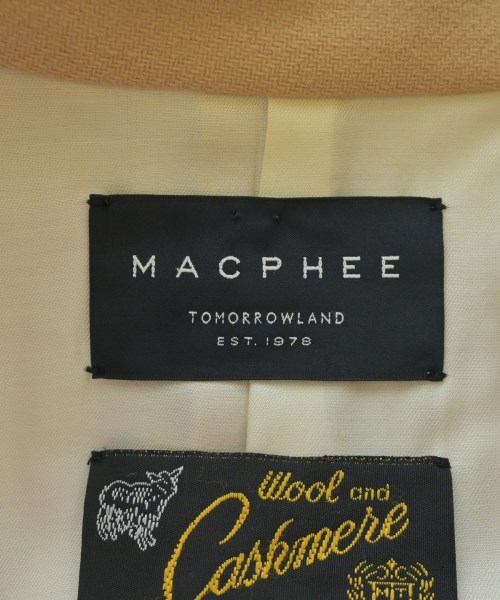 MACPHEE
TOMORROWLAND
EST. 1978
Wool and
Cashmere